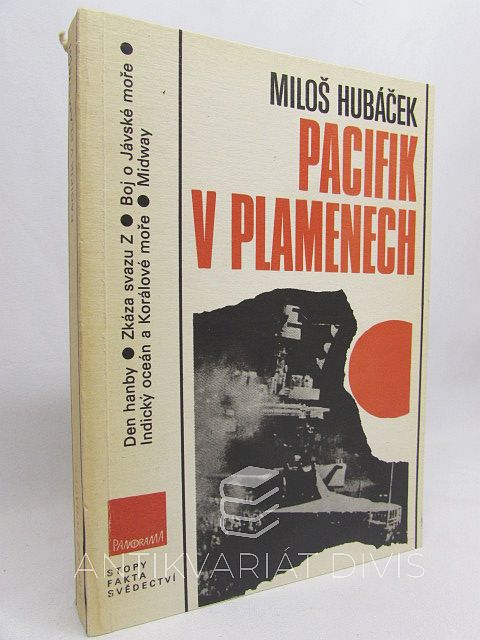 MILOŠ HUBÁČEK
PACIFIK
V PLAMENECH
Den hanby ● Zkáza svazu Z ● Boj o Jávské moře ●
Indický oceán a Korálové moře ● Midway
PANORAMA
STOPY
FAKTA
SVĚDECTVÍ
ANTIKVARIÁT DIVIŠ